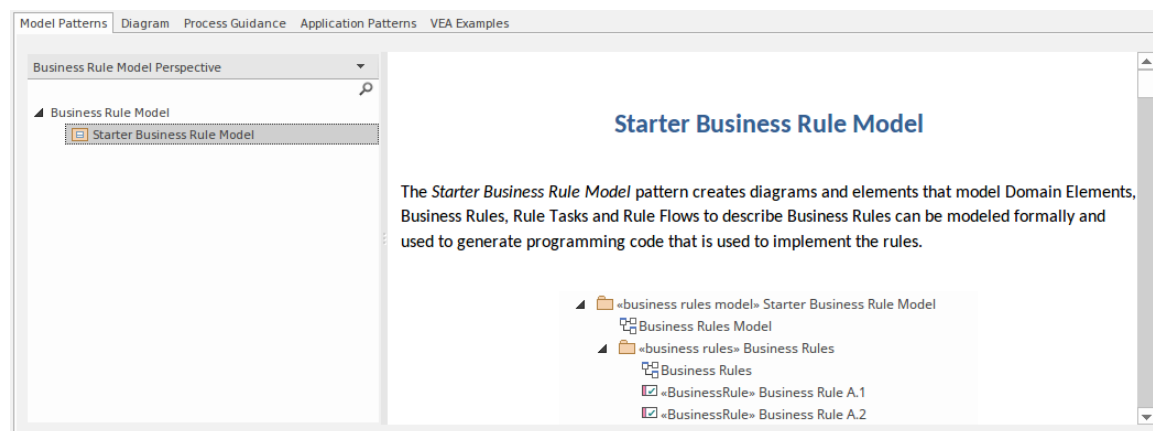 Model Patterns Diagram Process Guidance Application Patterns VEA Examples
Business Rule Model Perspective
Business Rule Model
Starter Business Rule Model
Starter Business Rule Model
The Starter Business Rule Model pattern creates diagrams and elements that model Domain Elements,
Business Rules, Rule Tasks and Rule Flows to describe Business Rules can be modeled formally and
used to generate programming code that is used to implement the rules.
«business rules model» Starter Business Rule Model
Business Rules Model
«business rules» Business Rules
Business Rules
«BusinessRule» Business Rule A.1
«BusinessRule» Business Rule A.2